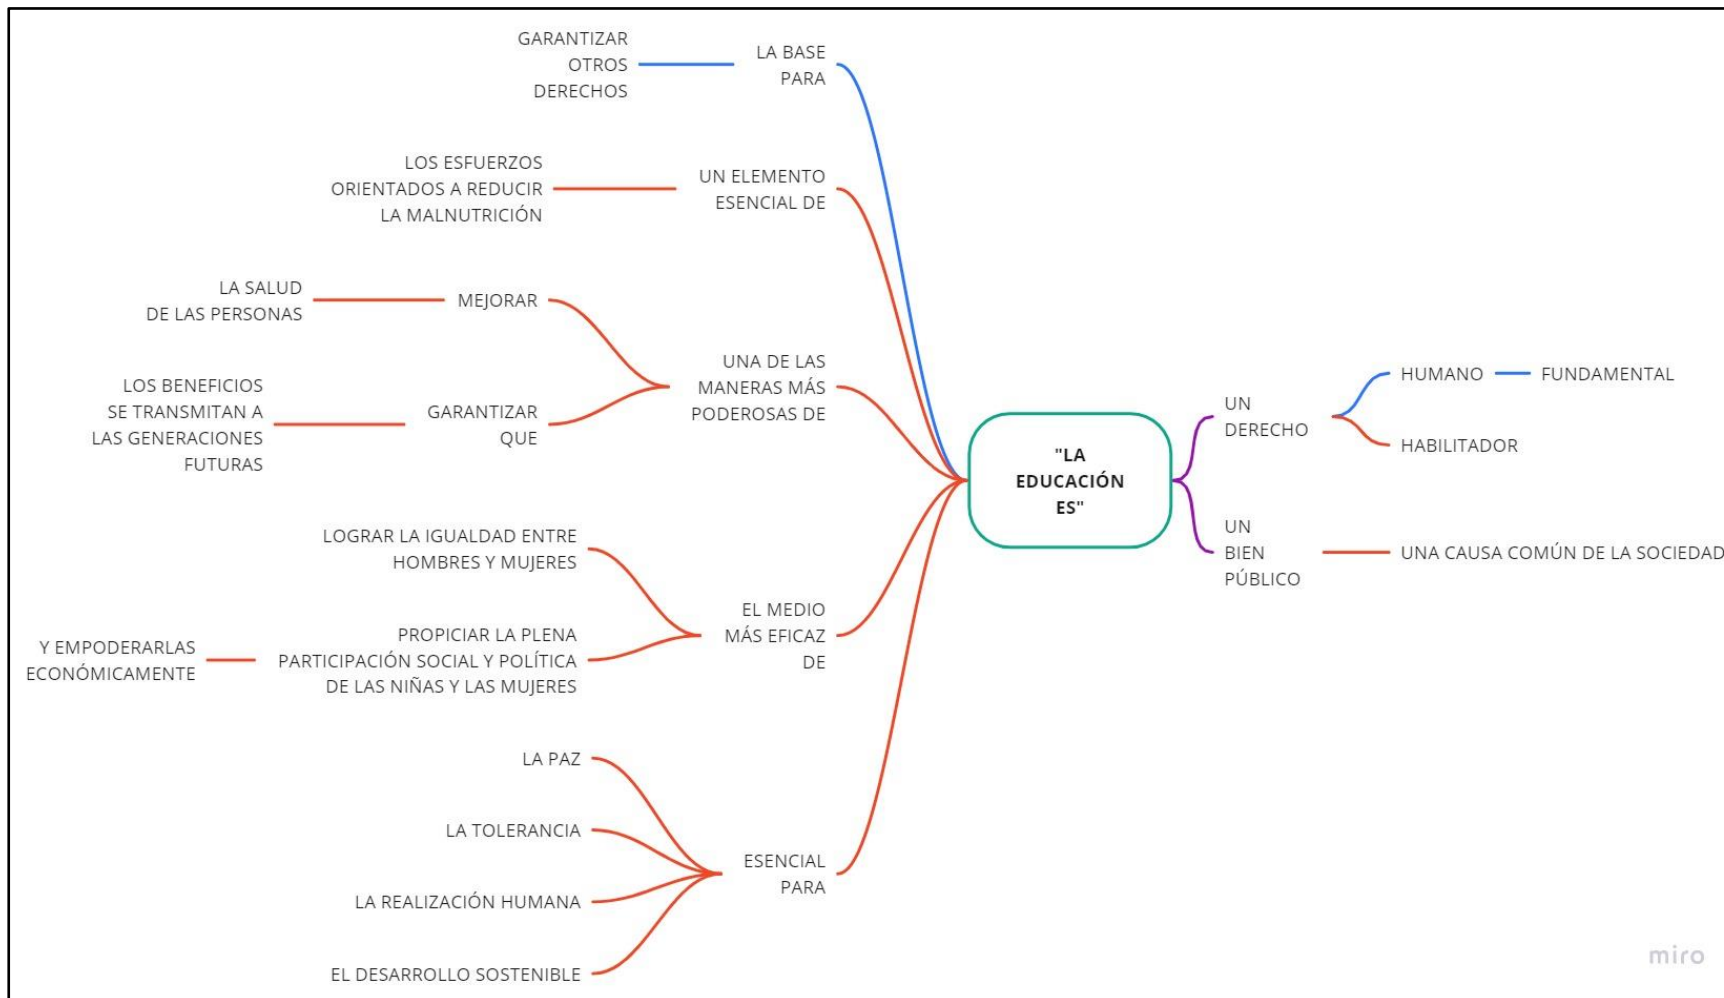 GARANTIZAR
OTROS
DERECHOS
LA BASE
PARA
LOS ESFUERZOS
ORIENTADOS A REDUCIR
LA MALNUTRICIÓN
UN ELEMENTO
ESENCIAL DE
LA SALUD
DE LAS PERSONAS
MEJORAR
LOS BENEFICIOS
SE TRANSMITAN A
LAS GENERACIONES
FUTURAS
GARANTIZAR
QUE
UNA DE LAS
MANERAS MÁS
PODEROSAS DE
LOGRAR LA IGUALDAD ENTRE
HOMBRES Y MUJERES
Y EMPODERARLAS
ECONÓMICAMENTE
PROPICIAR LA PLENA
PARTICIPACIÓN SOCIAL Y POLÍTICA
DE LAS NIÑAS Y LAS MUJERES
EL MEDIO
MÁS EFICAZ
DE
LA PAZ
LA TOLERANCIA
LA REALIZACIÓN HUMANA
EL DESARROLLO SOSTENIBLE
ESENCIAL
PARA
"LA
EDUCACIÓN
ES"
UN
DERECHO
HUMANO
FUNDAMENTAL
HABILITADOR
UN
BIEN
PÚBLICO
UNA CAUSA COMÚN DE LA SOCIEDAD
miro